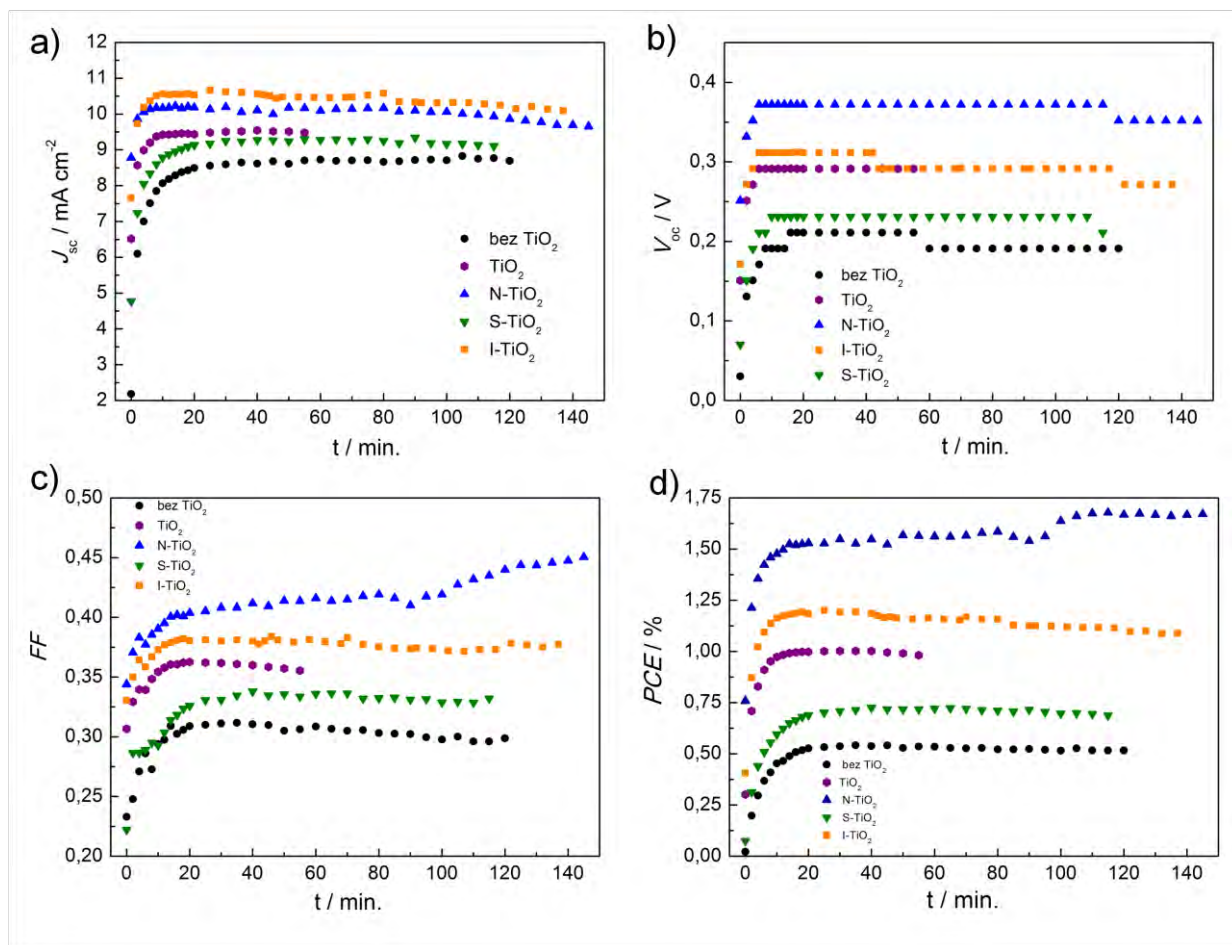 a)
12
11
10
9
8
7
6
5
4
3
2
J_sc / mA cm⁻²
bez TiO₂
TiO₂
N-TiO₂
S-TiO₂
I-TiO₂
0 20 40 60 80 100 120 140
t / min.
b)
0,4
0,3
0,2
0,1
0,0
V_oc / V
bez TiO₂
TiO₂
N-TiO₂
I-TiO₂
S-TiO₂
0 20 40 60 80 100 120 140
t / min.
c)
0,50
0,45
0,40
0,35
0,30
0,25
0,20
FF
bez TiO₂
TiO₂
N-TiO₂
S-TiO₂
I-TiO₂
0 20 40 60 80 100 120 140
t / min.
d)
1,75
1,50
1,25
1,00
0,75
0,50
0,25
0,00
PCE / %
bez TiO₂
TiO₂
N-TiO₂
S-TiO₂
I-TiO₂
0 20 40 60 80 100 120 140
t / min.